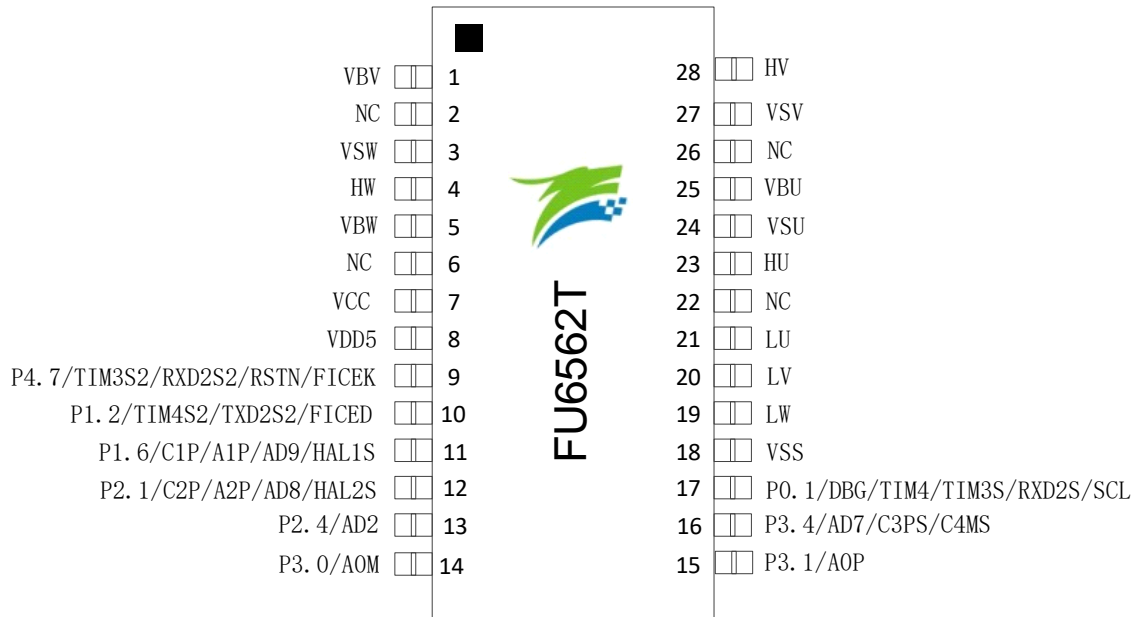 VBV 1 28 HV
NC 2 27 VSV
VSW 3 26 NC
HW 4 25 VBU
VBW 5 24 VSU
NC 6 23 HU
VCC 7 22 NC
VDD5 8 21 LU
P4.7/TIM3S2/RXD2S2/RSTN/FICEK 9 20 LV
P1.2/TIM4S2/TXD2S2/FICED 10 19 LW
P1.6/C1P/A1P/AD9/HAL1S 11 18 VSS
P2.1/C2P/A2P/AD8/HAL2S 12 17 P0.1/DBG/TIM4/TIM3S/RXD2S/SCL
P2.4/AD2 13 16 P3.4/AD7/C3PS/C4MS
P3.0/A0M 14 15 P3.1/A0P
FU6562T